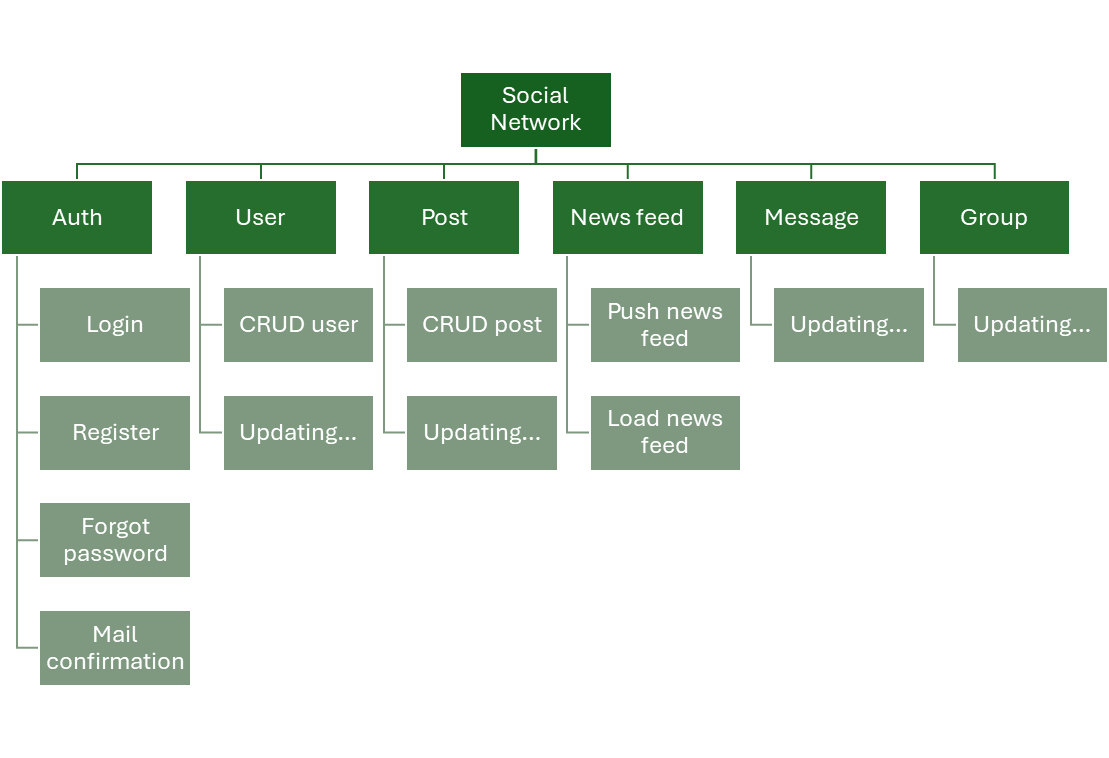 Social
Network
Auth
User
Post
News feed
Message
Group
Login
CRUD user
CRUD post
Push news
feed
Updating...
Updating...
Register
Updating...
Updating...
Load news
feed
Forgot
password
Mail
confirmation